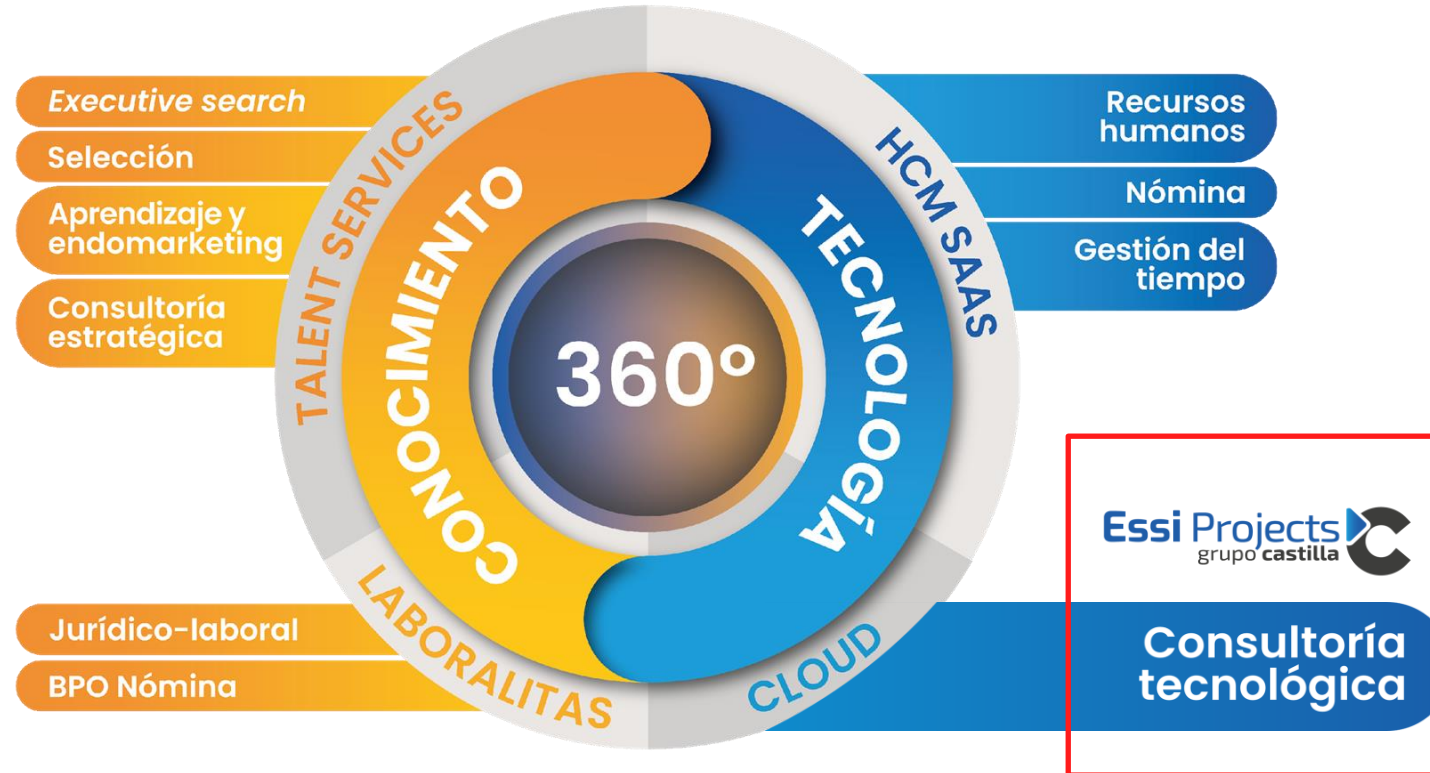 Executive search
Selección
Aprendizaje y
endomarketing
Consultoría
estratégica
TALENT SERVICES
CONOCIMIENTO
360º
TECNOLOGÍA
HCM SAAS
Recursos
humanos
Nómina
Gestión del
tiempo
Essi Projects
grupo castilla
Jurídico-laboral
BPO Nómina
LABORALITAS
CLOUD
Consultoría
tecnológica